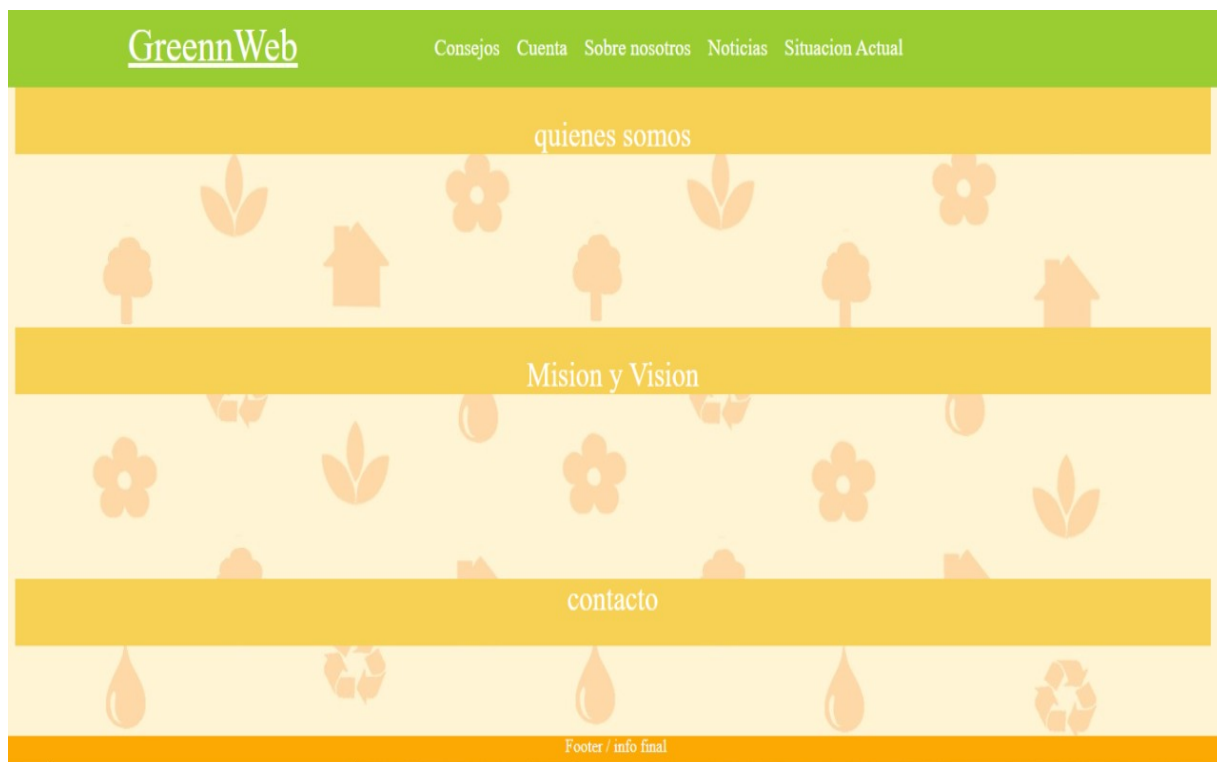 GreennWeb Consejos Cuenta Sobre nosotros Noticias Situacion Actual
quienes somos
Mision y Vision
contacto
Footer / info final